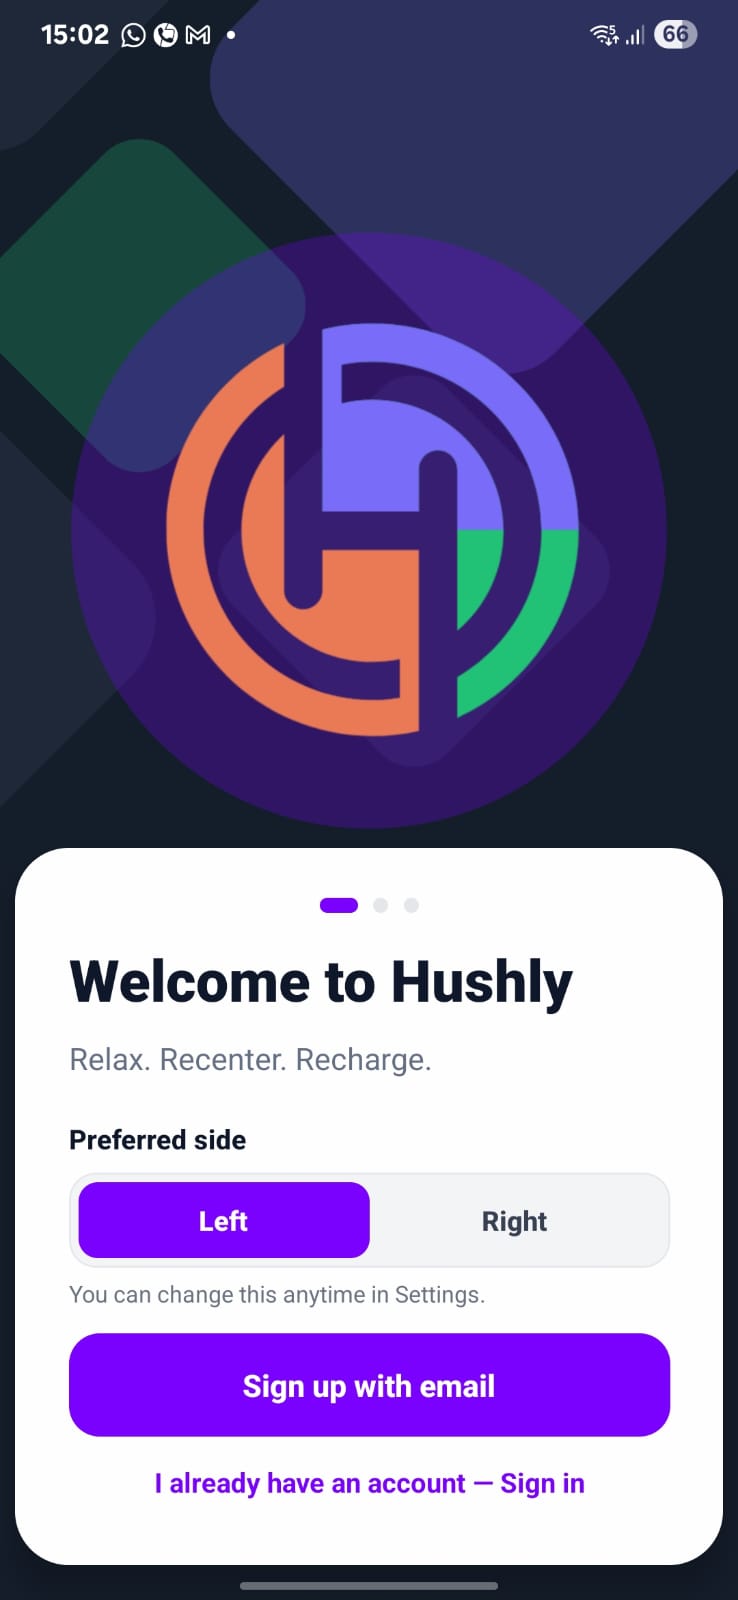 15:02
66
Welcome to Hushly
Relax. Recenter. Recharge.
Preferred side
Left
Right
You can change this anytime in Settings.
Sign up with email
I already have an account — Sign in